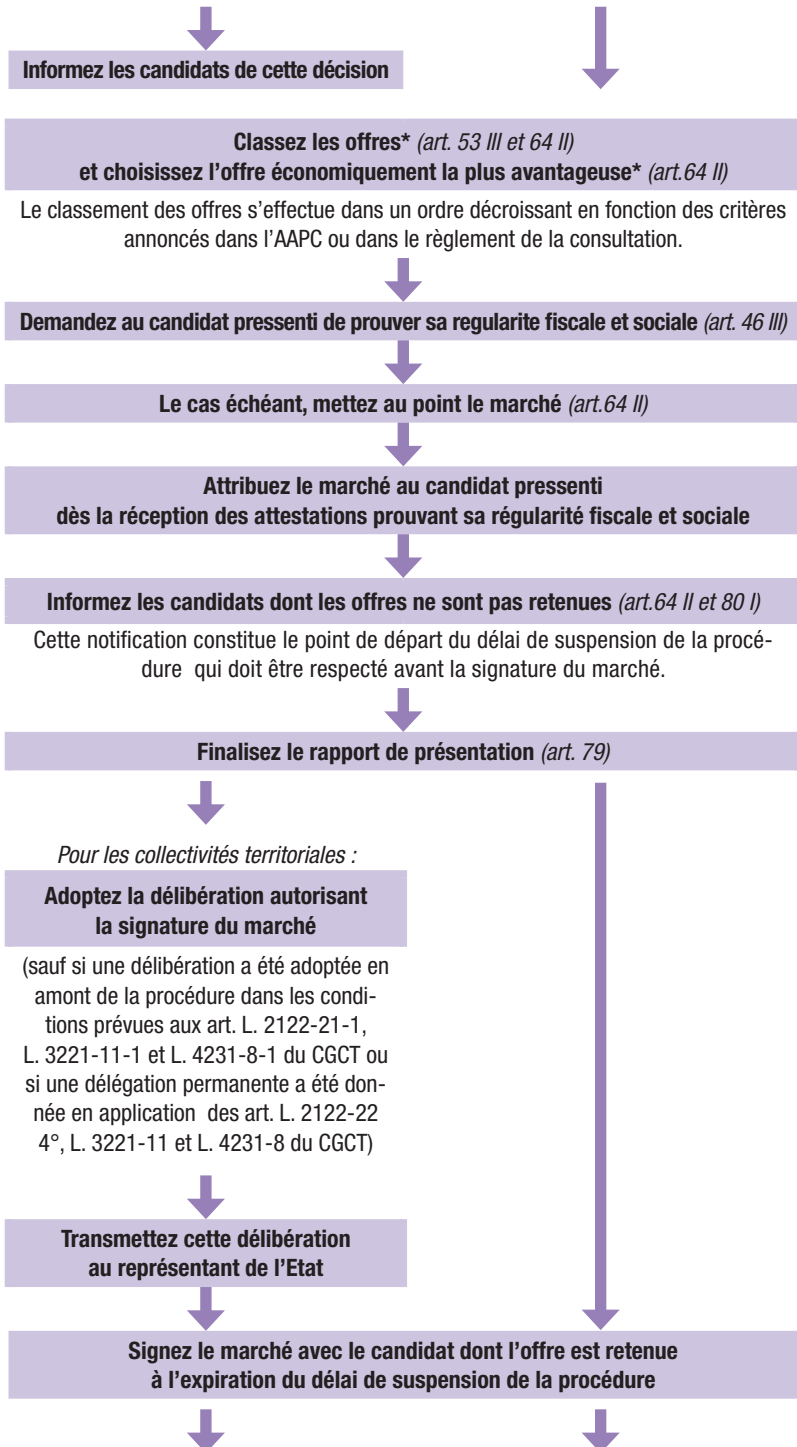 Informez les candidats de cette décision
Classez les offres* (art. 53 III et 64 II)
et choisissez l'offre économiquement la plus avantageuse* (art.64 II)
Le classement des offres s'effectue dans un ordre décroissant en fonction des critères
annoncés dans l'AAPC ou dans le règlement de la consultation.
Demandez au candidat pressenti de prouver sa regularite fiscale et sociale (art. 46 III)
Le cas échéant, mettez au point le marché (art.64 II)
Attribuez le marché au candidat pressenti
dès la réception des attestations prouvant sa régularité fiscale et sociale
Informez les candidats dont les offres ne sont pas retenues (art.64 II et 80 I)
Cette notification constitue le point de départ du délai de suspension de la procé-
dure qui doit être respecté avant la signature du marché.
Finalisez le rapport de présentation (art. 79)
Pour les collectivités territoriales :
Adoptez la délibération autorisant
la signature du marché
(sauf si une délibération a été adoptée en
amont de la procédure dans les condi-
tions prévues aux art. L. 2122-21-1,
L. 3221-11-1 et L. 4231-8-1 du CGCT ou
si une délégation permanente a été don-
née en application des art. L. 2122-22
4°, L. 3221-11 et L. 4231-8 du CGCT)
Transmettez cette délibération
au représentant de l'Etat
Signez le marché avec le candidat dont l'offre est retenue
à l'expiration du délai de suspension de la procédure